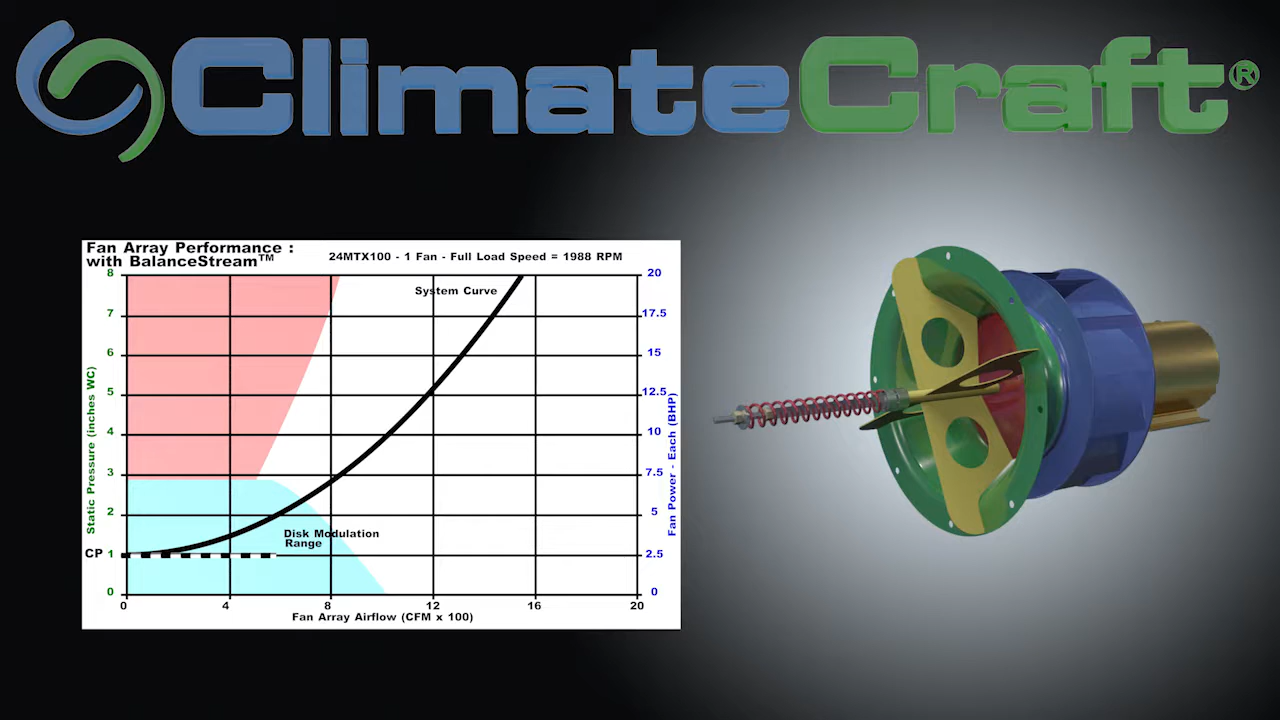 ClimateCraft®
Fan Array Performance :
with BalanceStream™
24MTX100 - 1 Fan - Full Load Speed = 1988 RPM
System Curve
8
7
6
5
4
3
2
CP 1
0
Static Pressure (inches WC)
Disk Modulation
Range
20
17.5
15
12.5
10
7.5
5
2.5
0
Fan Power - Each (BHP)
0 4 8 12 16 20
Fan Array Airflow (CFM x 100)